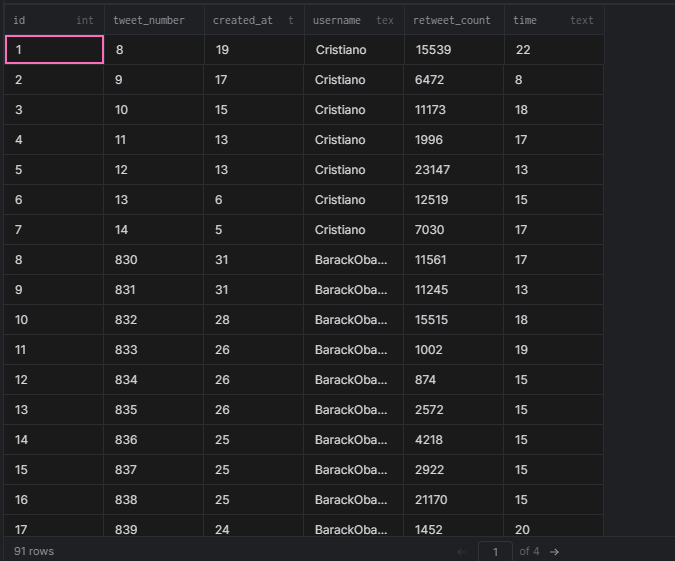 id int tweet_number created_at t username tex retweet_count time text
1 8 19 Cristiano 15539 22
2 9 17 Cristiano 6472 8
3 10 15 Cristiano 11173 18
4 11 13 Cristiano 1996 17
5 12 13 Cristiano 23147 13
6 13 6 Cristiano 12519 15
7 14 5 Cristiano 7030 17
8 830 31 BarackOba... 11561 17
9 831 31 BarackOba... 11245 13
10 832 28 BarackOba... 15515 18
11 833 26 BarackOba... 1002 19
12 834 26 BarackOba... 874 15
13 835 26 BarackOba... 2572 15
14 836 25 BarackOba... 4218 15
15 837 25 BarackOba... 2922 15
16 838 25 BarackOba... 21170 15
17 839 24 BarackOba... 1452 20
91 rows ← 1 of 4 →